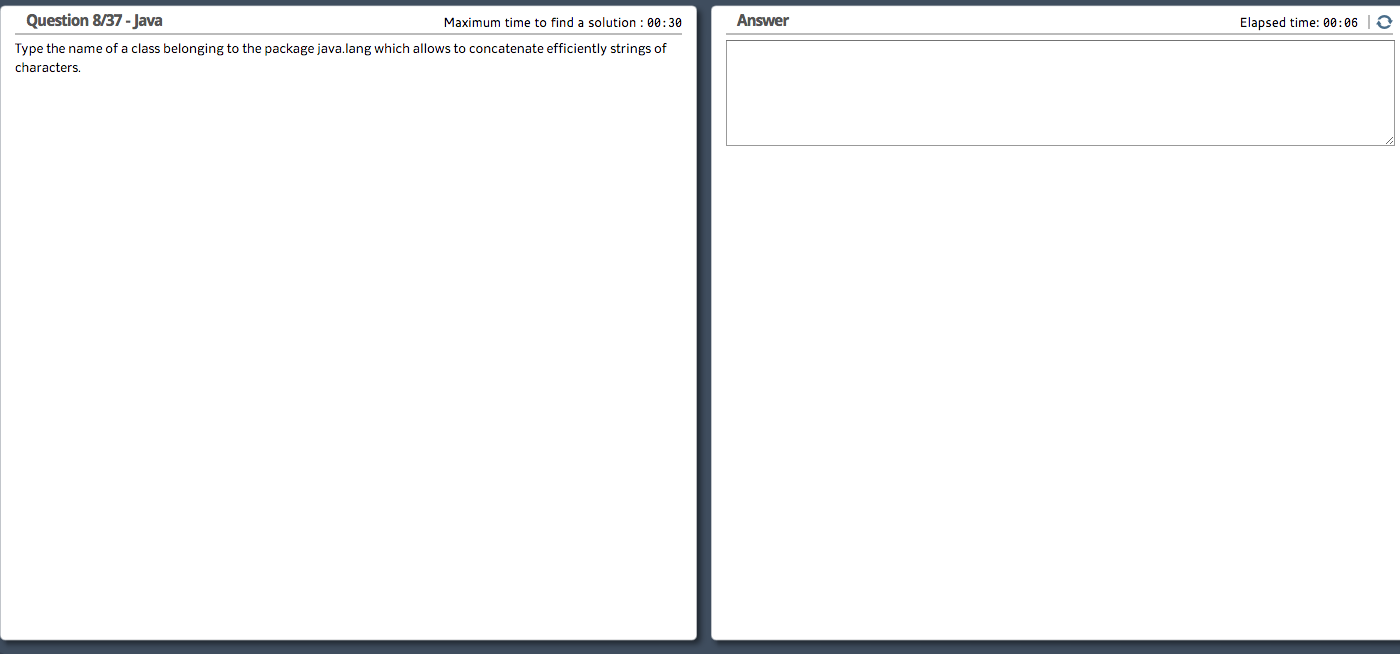 Question 8/37 - Java
Maximum time to find a solution : 00:30
Type the name of a class belonging to the package java.lang which allows to concatenate efficiently strings of
characters.
Answer
Elapsed time: 00:06 |